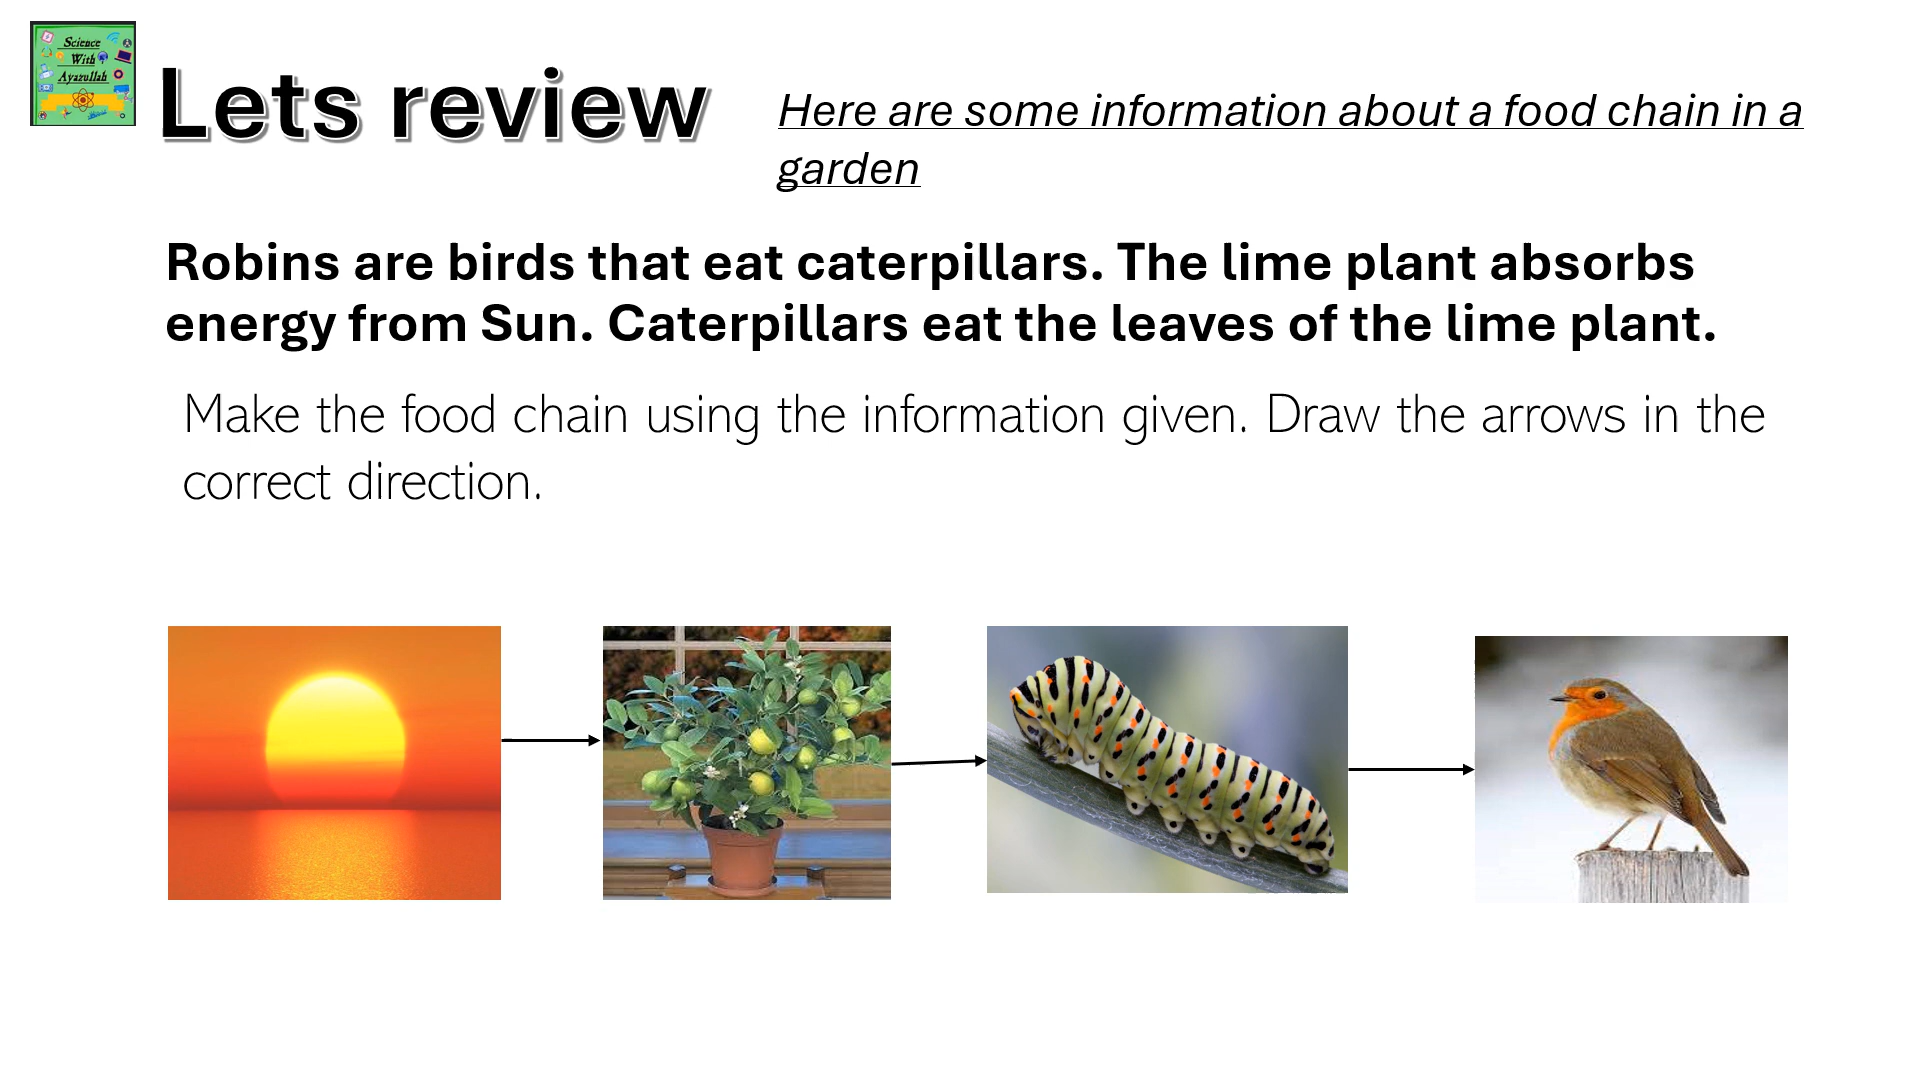 Science
With
Ayazullah
Lets review
Here are some information about a food chain in a
garden
Robins are birds that eat caterpillars. The lime plant absorbs
energy from Sun. Caterpillars eat the leaves of the lime plant.
Make the food chain using the information given. Draw the arrows in the
correct direction.